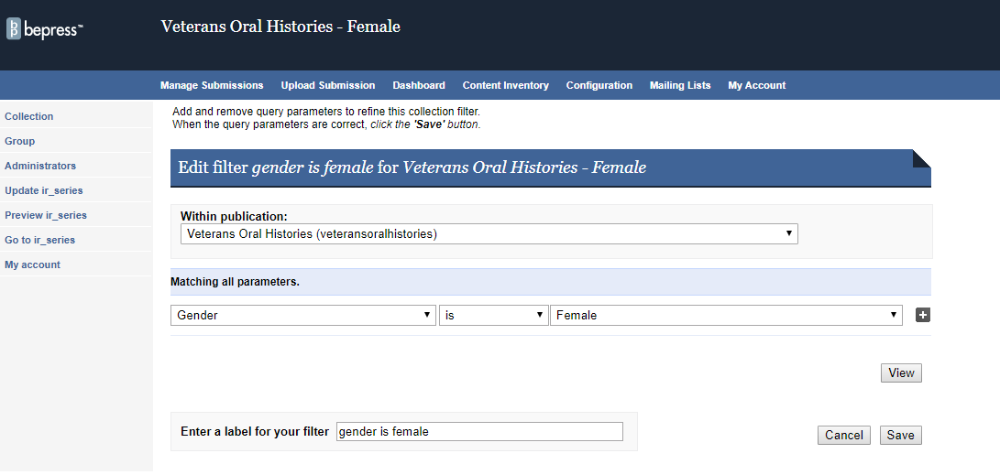 bepress™
Veterans Oral Histories - Female
Manage Submissions Upload Submission Dashboard Content Inventory Configuration Mailing Lists My Account
Collection
Group
Administrators
Update ir_series
Preview ir_series
Go to ir_series
My account
Add and remove query parameters to refine this collection filter.
When the query parameters are correct, click the 'Save' button.
Edit filter gender is female for Veterans Oral Histories - Female
Within publication:
Veterans Oral Histories (veteransoralhistories)
Matching all parameters.
Gender is Female
View
Enter a label for your filter gender is female
Cancel Save